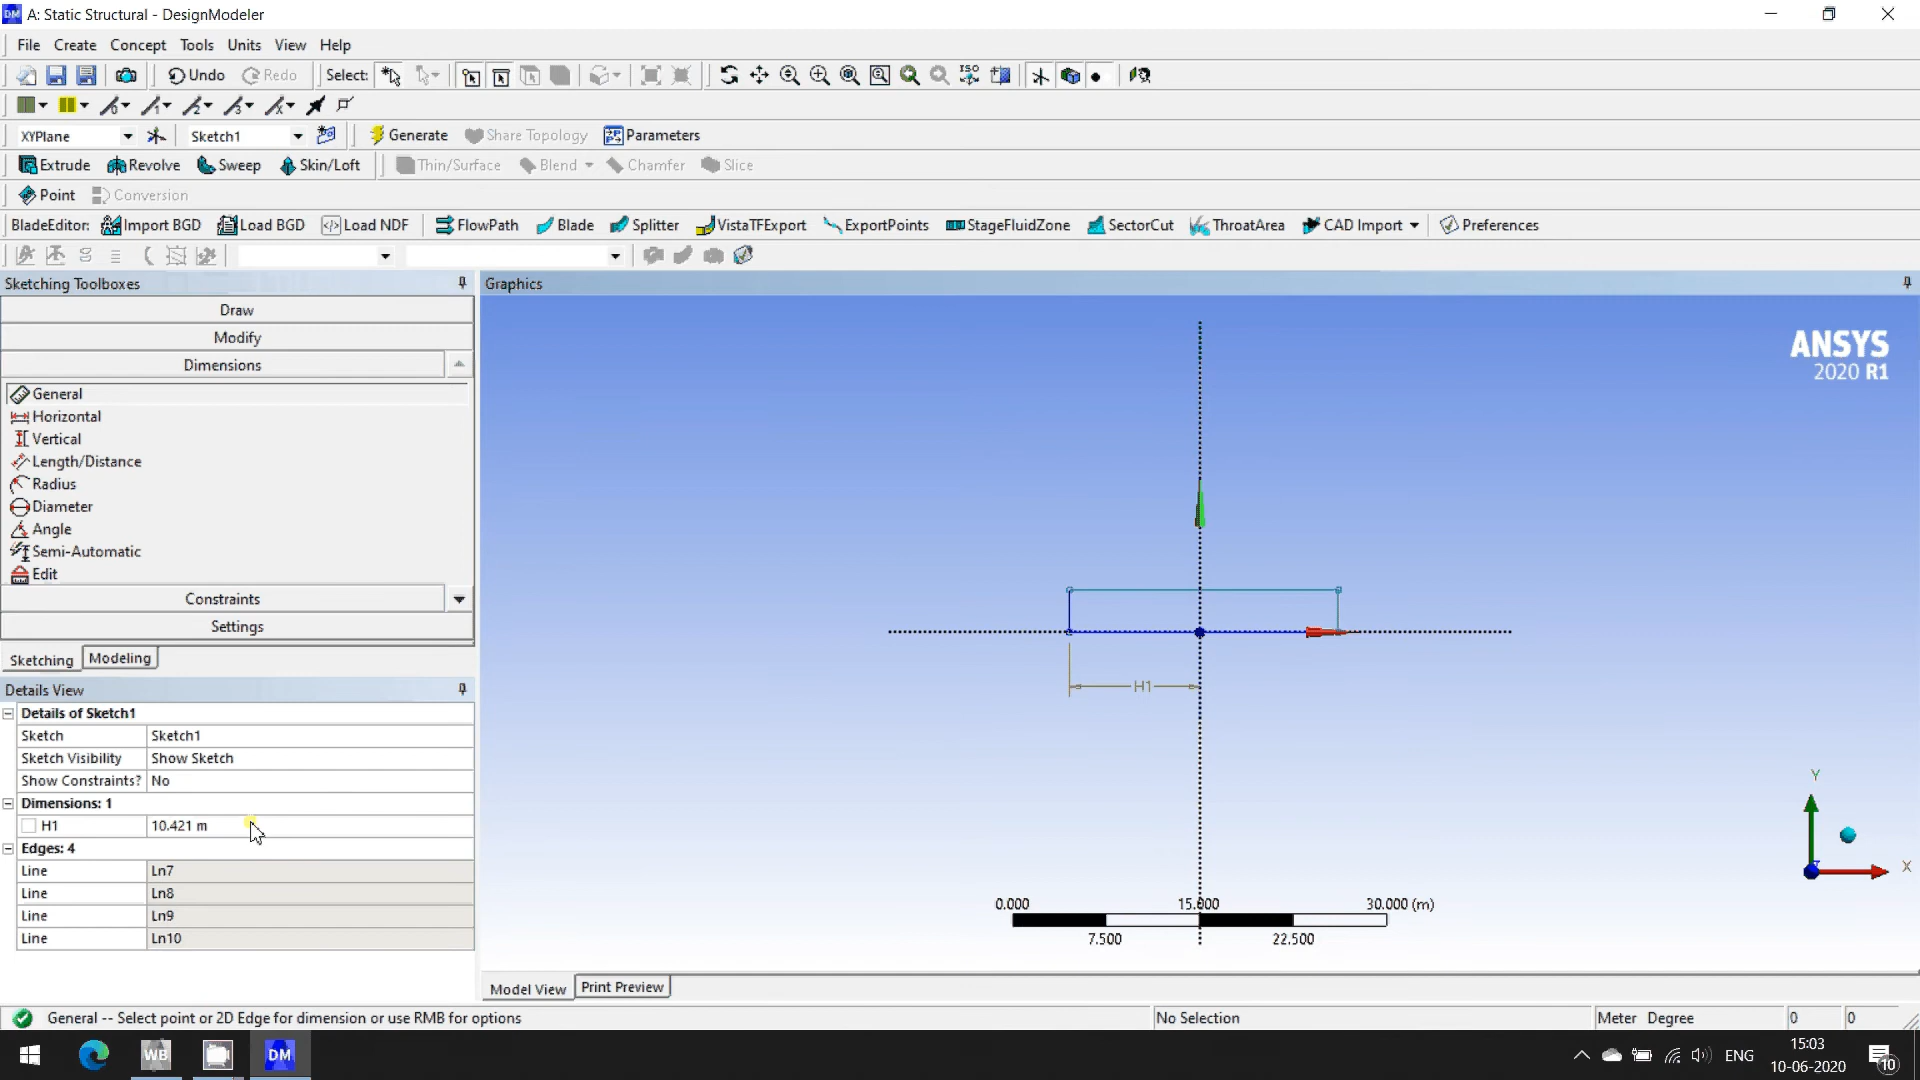 A: Static Structural - DesignModeler
File Create Concept Tools Units View Help
Undo Redo Select: ISO
XYPlane Sketch1 Generate Share Topology Parameters
Extrude Revolve Sweep Skin/Loft Thin/Surface Blend Chamfer Slice
Point Conversion
BladeEditor: Import BGD Load BGD Load NDF FlowPath Blade Splitter VistaTFExport ExportPoints StageFluidZone SectorCut ThroatArea CAD Import Preferences
Sketching Toolboxes
Draw
Modify
Dimensions
General
Horizontal
Vertical
Length/Distance
Radius
Diameter
Angle
Semi-Automatic
Edit
Constraints
Settings
Sketching Modeling
Details View
Details of Sketch1
Sketch Sketch1
Sketch Visibility Show Sketch
Show Constraints? No
Dimensions: 1
H1 10.421 m
Edges: 4
Line Ln7
Line Ln8
Line Ln9
Line Ln10
Graphics
ANSYS
2020 R1
H1
Y
X
0.000 15.000 30.000 (m)
7.500 22.500
Model View Print Preview
General -- Select point or 2D Edge for dimension or use RMB for options No Selection Meter Degree 0 0
WB DM ENG 15:03
10-06-2020
10